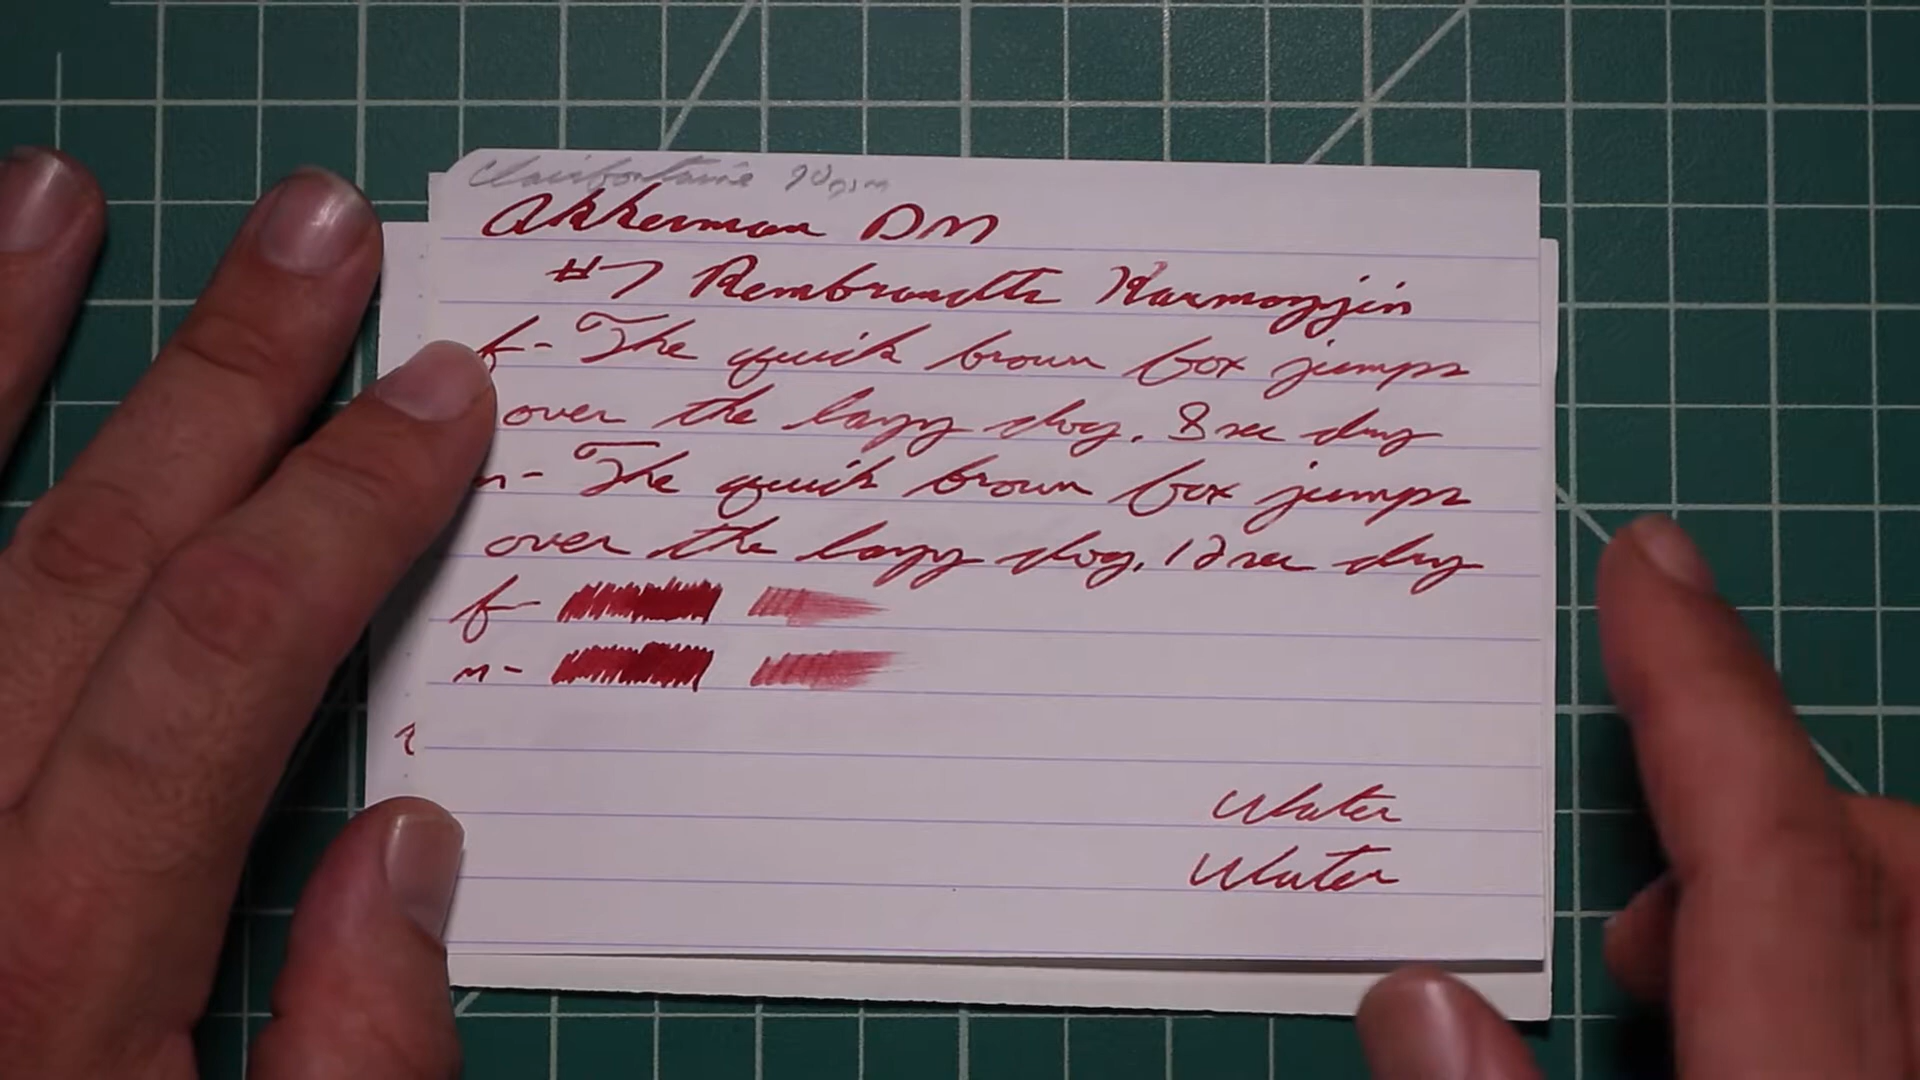 Clairfontaine 90gsm
Akkerman DM
#7 Rembrandts Karmozijn
f- The quick brown fox jumps
over the lazy dog. 8 sec dry
m- The quick brown fox jumps
over the lazy dog. 12 sec dry
f-
m-
Water
Water